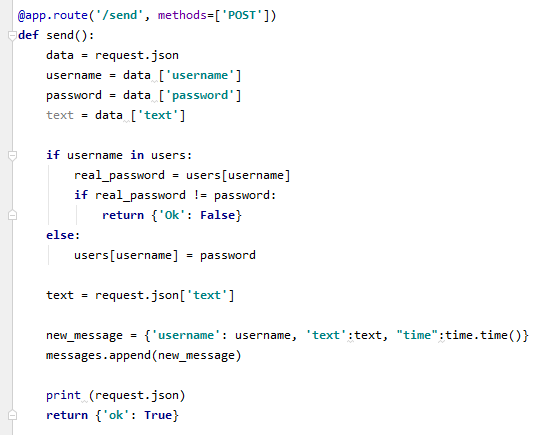 @app.route('/send', methods=['POST'])
def send():
    data = request.json
    username = data ['username']
    password = data ['password']
    text = data ['text']

    if username in users:
        real_password = users[username]
        if real_password != password:
            return {'Ok': False}
    else:
        users[username] = password

    text = request.json['text']

    new_message = {'username': username, 'text':text, "time":time.time()}
    messages.append(new_message)

    print (request.json)
    return {'ok': True}